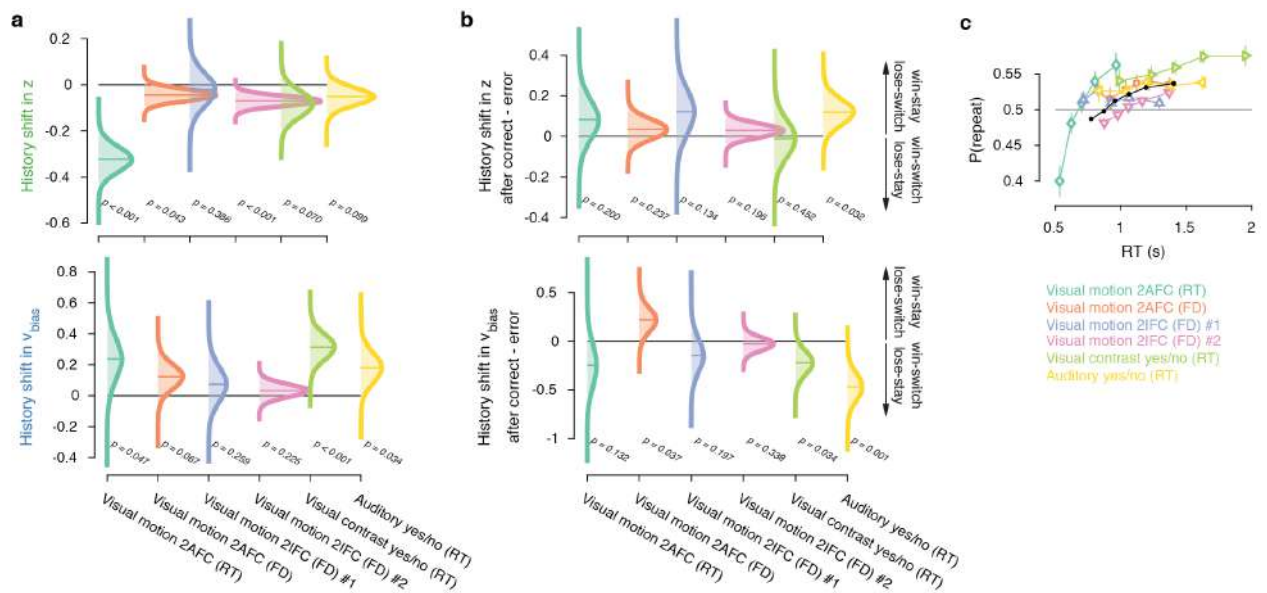 a
0.2
0
-0.2
-0.4
-0.6
History shift in z
p < 0.001
p = 0.043
p = 0.386
p < 0.001
p = 0.070
p = 0.099
0.8
0.6
0.4
0.2
0
-0.2
-0.4
History shift in vbias
p = 0.047
p = 0.067
p = 0.259
p = 0.225
p < 0.001
p = 0.034
Visual motion 2AFC (RT)
Visual motion 2AFC (FD)
Visual motion 2IFC (FD) #1
Visual motion 2IFC (FD) #2
Visual contrast yes/no (RT)
Auditory yes/no (RT)
b
0.4
0.2
0
-0.2
-0.4
History shift in z
after correct - error
p = 0.200
p = 0.237
p = 0.134
p = 0.196
p = 0.452
p = 0.032
win-stay
lose-switch
win-switch
lose-stay
0.5
0
-0.5
-1
History shift in vbias
after correct - error
p = 0.132
p = 0.037
p = 0.197
p = 0.338
p = 0.034
p = 0.001
win-stay
lose-switch
win-switch
lose-stay
Visual motion 2AFC (RT)
Visual motion 2AFC (FD)
Visual motion 2IFC (FD) #1
Visual motion 2IFC (FD) #2
Visual contrast yes/no (RT)
Auditory yes/no (RT)
c
0.55
0.5
0.45
0.4
P(repeat)
0.5
1
1.5
2
RT (s)
Visual motion 2AFC (RT)
Visual motion 2AFC (FD)
Visual motion 2IFC (FD) #1
Visual motion 2IFC (FD) #2
Visual contrast yes/no (RT)
Auditory yes/no (RT)